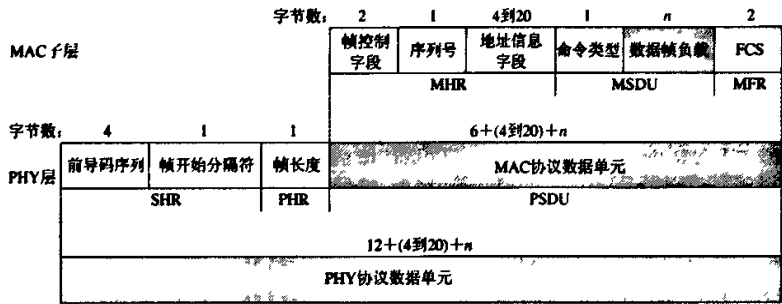 字节数: 2 1 4到20 1 n 2
MAC子层 帧控制字段 序列号 地址信息字段 命令类型 数据帧负载 FCS
MHR MSDU MFR
字节数: 4 1 1 6+(4到20)+n
PHY层 前导码序列 帧开始分隔符 帧长度 MAC协议数据单元
SHR PHR PSDU
12+(4到20)+n
PHY协议数据单元